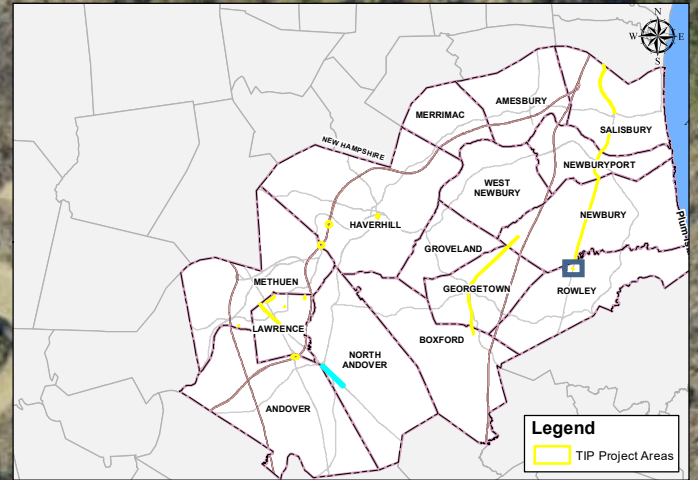 N
W E
S
AMESBURY
MERRIMAC
SALISBURY
NEW HAMPSHIRE
NEWBURYPORT
WEST
NEWBURY
NEWBURY
Plum
HAVERHILL
GROVELAND
METHUEN
GEORGETOWN
ROWLEY
LAWRENCE
BOXFORD
NORTH
ANDOVER
ANDOVER
Legend
TIP Project Areas